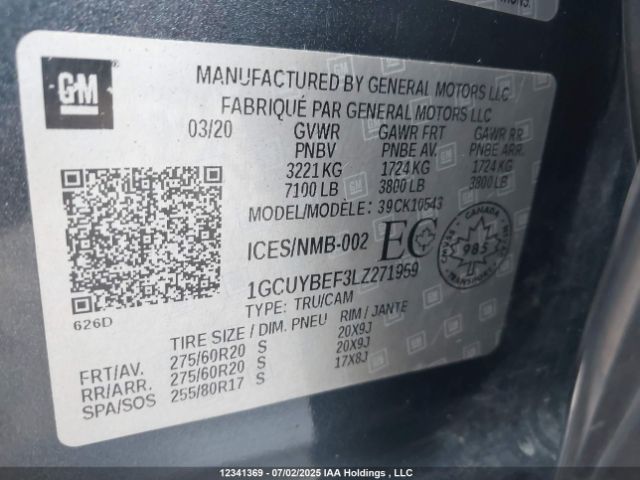 GM
MANUFACTURED BY GENERAL MOTORS LLC
FABRIQUÉ PAR GENERAL MOTORS LLC
03/20 GVWR GAWR FRT GAWR RR
PNBV PNBE AV. PNBE ARR.
3221 KG 1724 KG 1724 KG
7100 LB 3800 LB 3800 LB
MODEL/MODÈLE: 39CK10543
ICES/NMB-002 EC
CANADA
985
1GCUYBEF3LZ271959
TYPE: TRU/CAM
626D
TIRE SIZE / DIM. PNEU RIM / JANTE
FRT/AV. 275/60R20 S 20X9J
RR/ARR. 275/60R20 S 20X9J
SPA/SOS 255/80R17 S 17X8J
12341369 - 07/02/2025 IAA Holdings , LLC